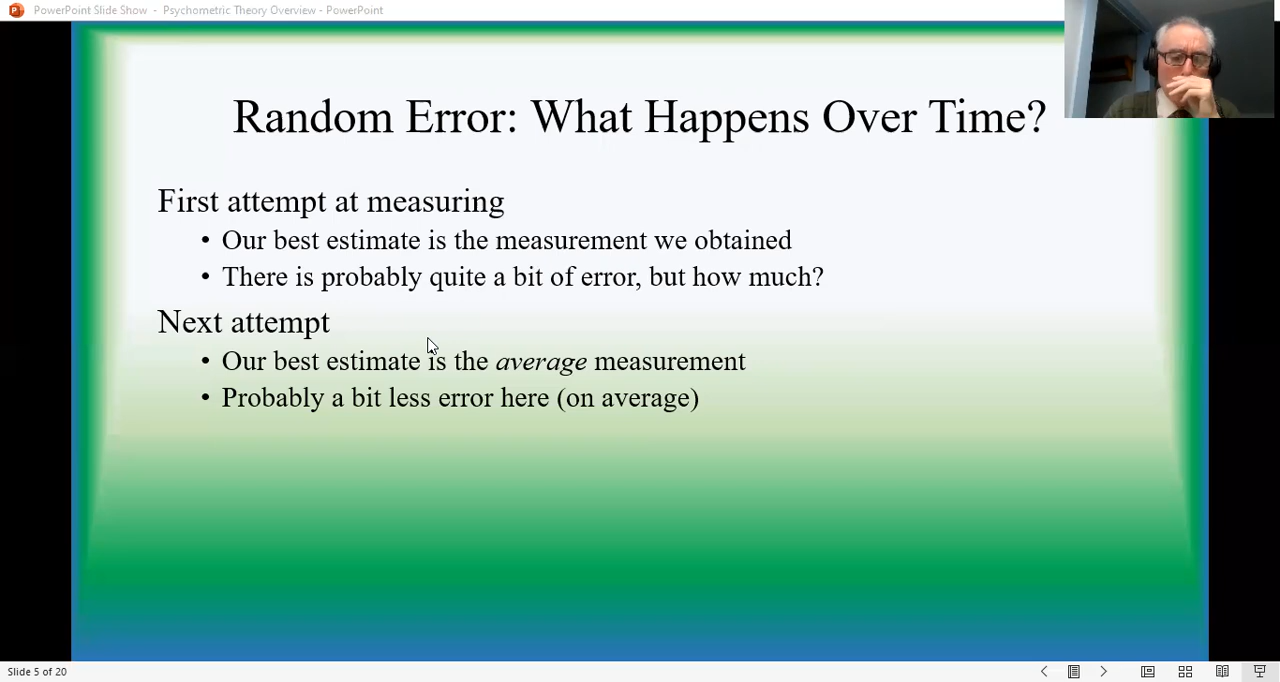 PowerPoint Slide Show - Psychometric Theory Overview - PowerPoint
Random Error: What Happens Over Time?
First attempt at measuring
• Our best estimate is the measurement we obtained
• There is probably quite a bit of error, but how much?
Next attempt
• Our best estimate is the average measurement
• Probably a bit less error here (on average)
Slide 5 of 20